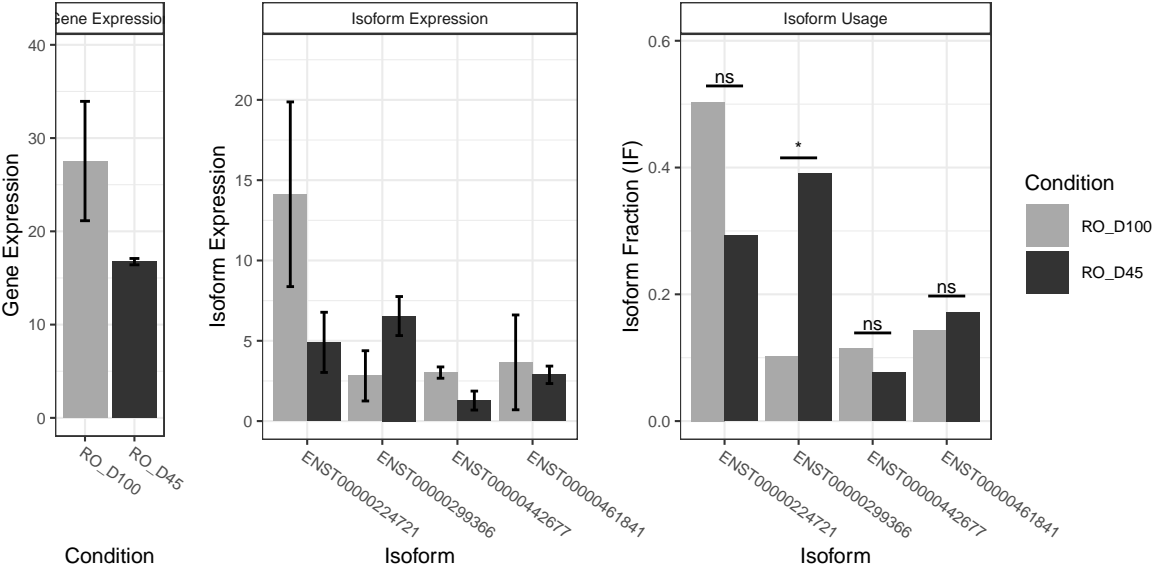 Gene Expression
Isoform Expression
Isoform Usage
Gene Expression
40
30
20
10
0
RO_D100
RO_D45
Condition
Isoform Expression
20
15
10
5
0
ENST00000224721
ENST00000299366
ENST00000442677
ENST00000461841
Isoform
Isoform Fraction (IF)
0.6
0.4
0.2
0.0
ns
*
ns
ns
ENST00000224721
ENST00000299366
ENST00000442677
ENST00000461841
Isoform
Condition
RO_D100
RO_D45